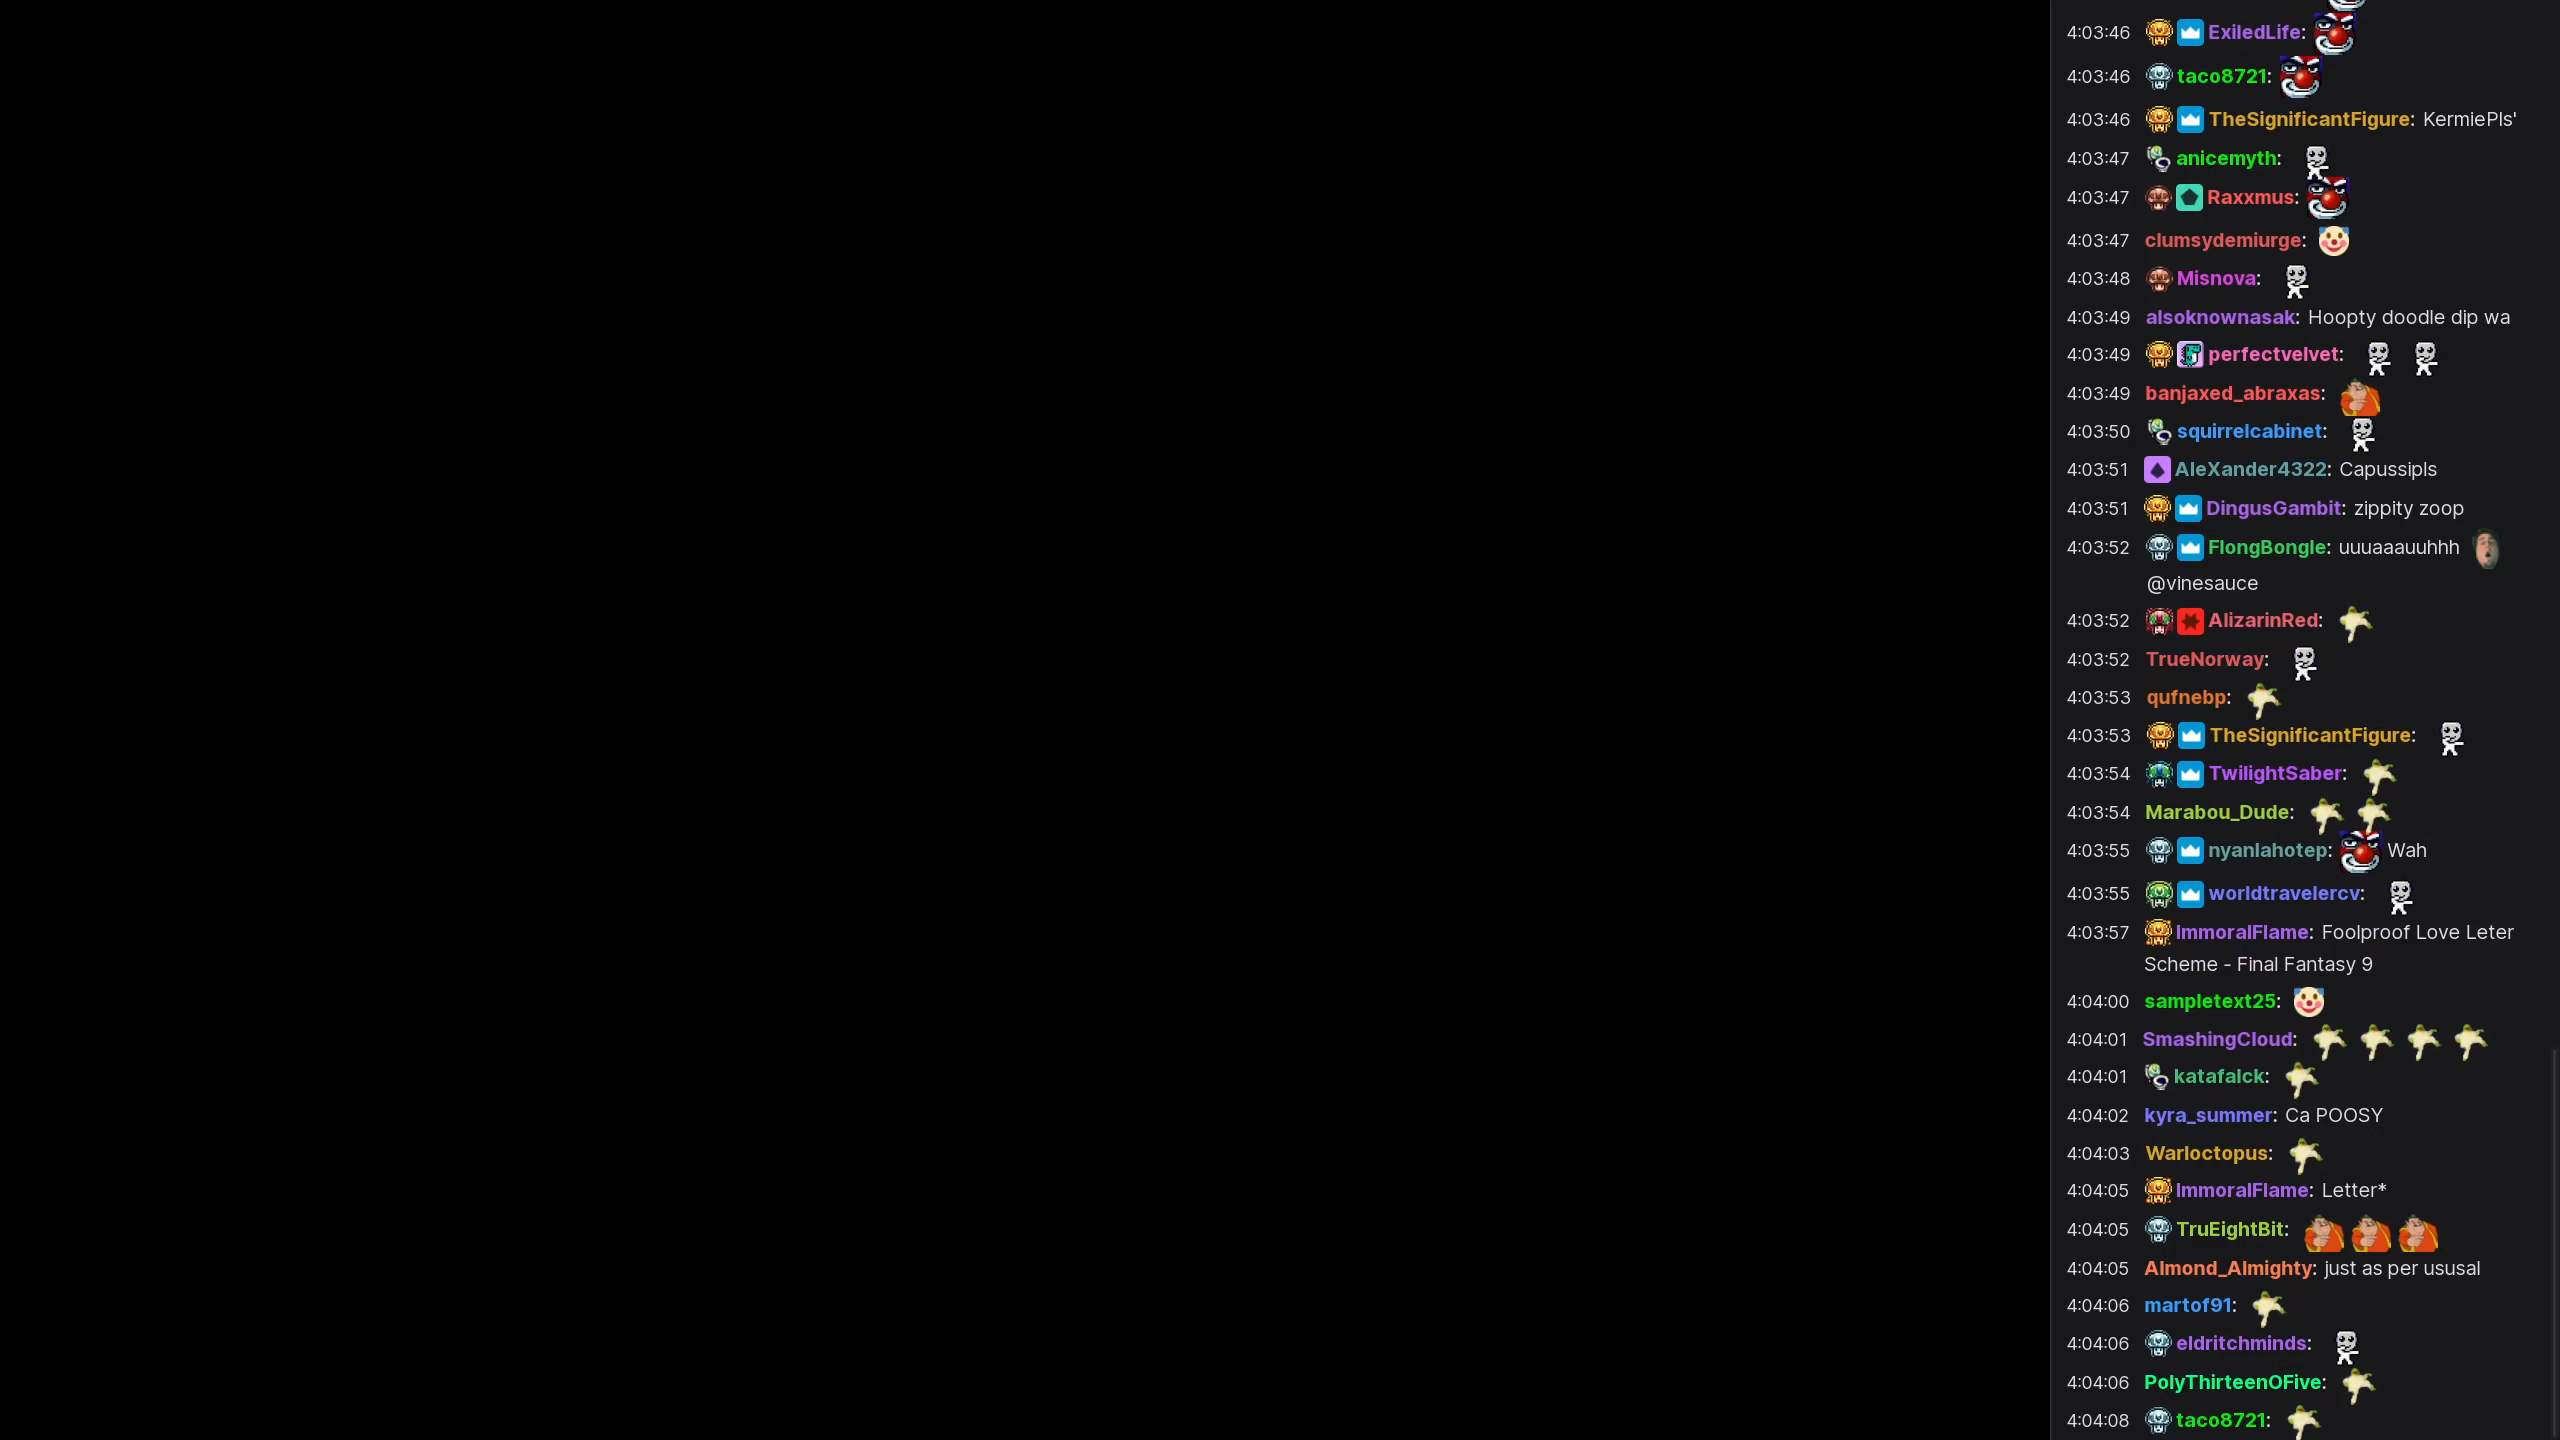 4:03:46 ExiledLife:
4:03:46 taco8721:
4:03:46 TheSignificantFigure: KermiePls'
4:03:47 anicemyth:
4:03:47 Raxxmus:
4:03:47 clumsydemiurge:
4:03:48 Misnova:
4:03:49 alsoknownasak: Hoopty doodle dip wa
4:03:49 perfectvelvet:
4:03:49 banjaxed_abraxas:
4:03:50 squirrelcabinet:
4:03:51 AleXander4322: Capussipls
4:03:51 DingusGambit: zippity zoop
4:03:52 FlongBongle: uuuaaauuhhh
@vinesauce
4:03:52 AlizarinRed:
4:03:52 TrueNorway:
4:03:53 qufnebp:
4:03:53 TheSignificantFigure:
4:03:54 TwilightSaber:
4:03:54 Marabou_Dude:
4:03:55 nyanlahotep: Wah
4:03:55 worldtravelercv:
4:03:57 ImmoralFlame: Foolproof Love Leter
Scheme - Final Fantasy 9
4:04:00 sampletext25:
4:04:01 SmashingCloud:
4:04:01 katafalck:
4:04:02 kyra_summer: Ca POOSY
4:04:03 Warloctopus:
4:04:05 ImmoralFlame: Letter*
4:04:05 TruEightBit:
4:04:05 Almond_Almighty: just as per ususal
4:04:06 martof91:
4:04:06 eldritchminds:
4:04:06 PolyThirteenOFive:
4:04:08 taco8721: